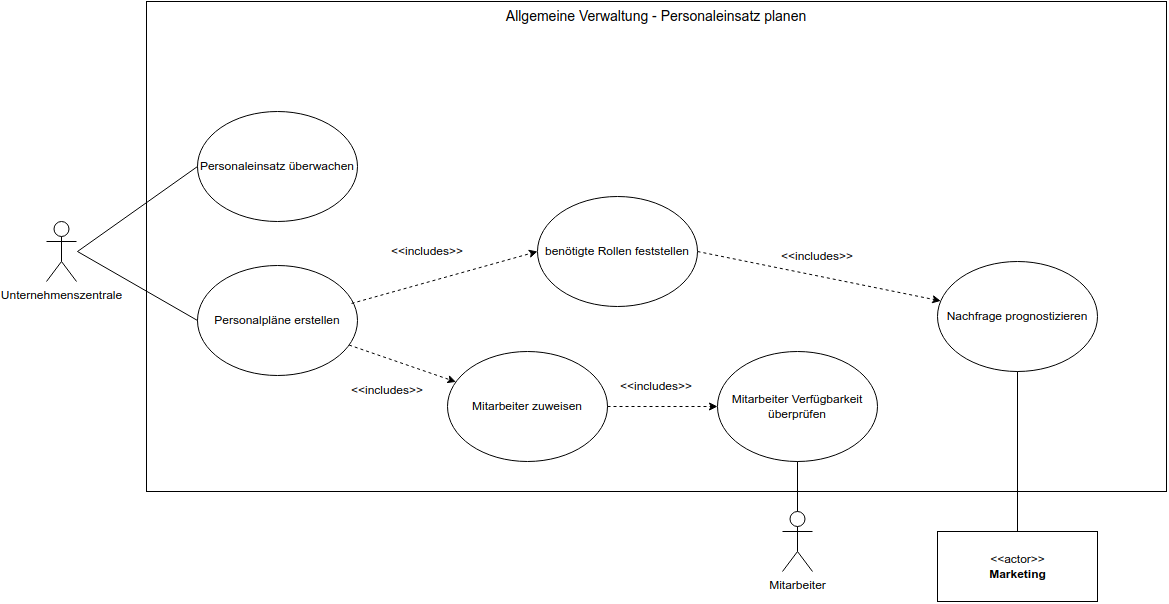 Allgemeine Verwaltung - Personaleinsatz planen
Personaleinsatz überwachen
Unternehmenszentrale
Personalpläne erstellen
<<includes>>
benötigte Rollen feststellen
<<includes>>
Nachfrage prognostizieren
<<includes>>
Mitarbeiter zuweisen
<<includes>>
Mitarbeiter Verfügbarkeit
überprüfen
Mitarbeiter
<<actor>>
Marketing